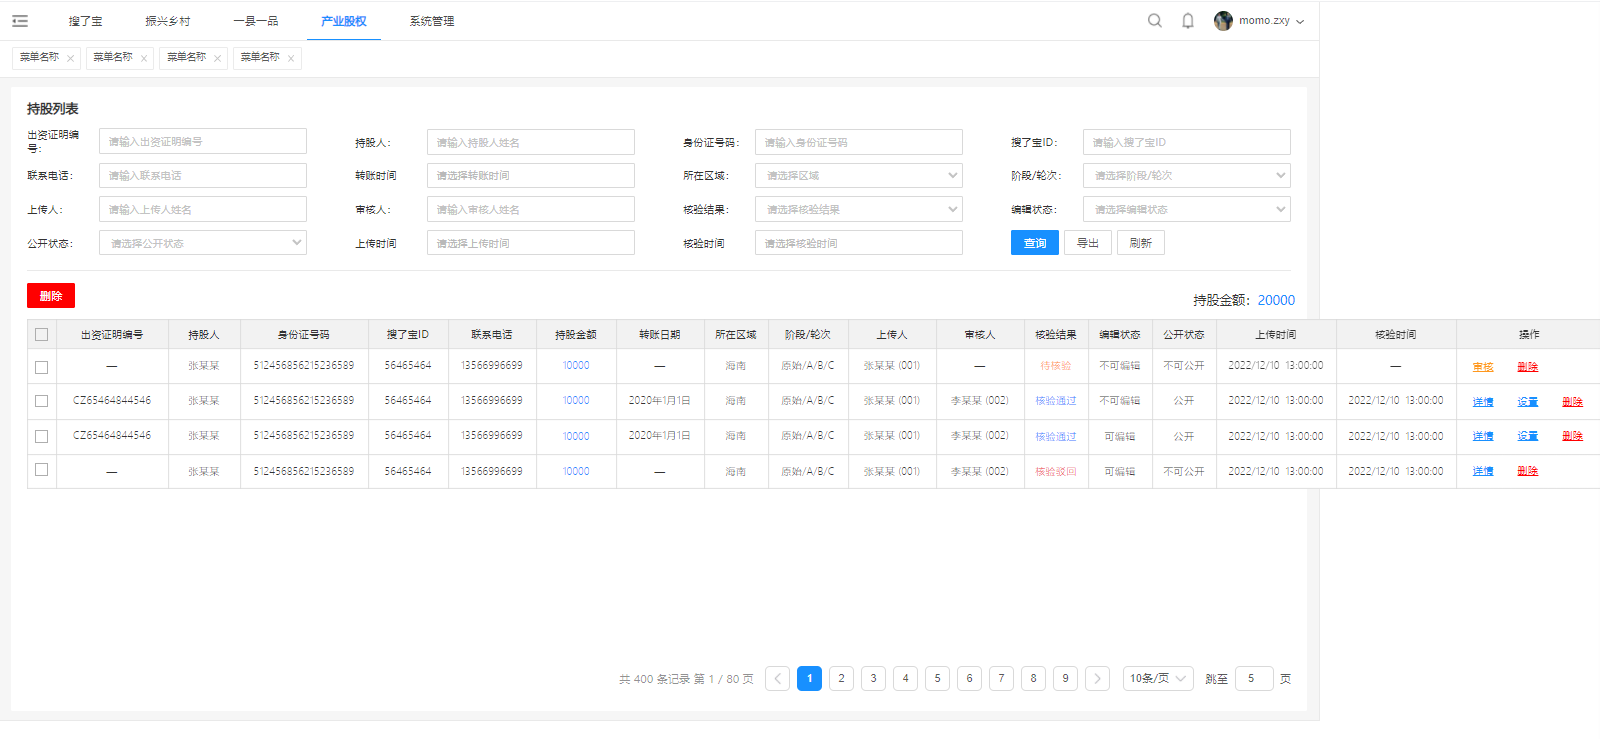 搜了宝 振兴乡村 一县一品 产业股权 系统管理 momo.zxy
菜单名称 菜单名称 菜单名称 菜单名称
持股列表
出资证明编号： 请输入出资证明编号 持股人： 请输入持股人姓名 身份证号码： 请输入身份证号码 搜了宝ID： 请输入搜了宝ID
联系电话： 请输入联系电话 转账时间 请选择转账时间 所在区域： 请选择区域 阶段/轮次： 请选择阶段/轮次
上传人： 请输入上传人姓名 审核人： 请输入审核人姓名 核验结果： 请选择核验结果 编辑状态： 请选择编辑状态
公开状态： 请选择公开状态 上传时间 请选择上传时间 核验时间 请选择核验时间 查询 导出 刷新
删除 持股金额：20000
出资证明编号 持股人 身份证号码 搜了宝ID 联系电话 持股金额 转账日期 所在区域 阶段/轮次 上传人 审核人 核验结果 编辑状态 公开状态 上传时间 核验时间 操作
— 张某某 512456856215236589 56465464 13566996699 10000 — 海南 原始/A/B/C 张某某 (001) — 待核验 不可编辑 不可公开 2022/12/10 13:00:00 — 审核 删除
CZ65464844546 张某某 512456856215236589 56465464 13566996699 10000 2020年1月1日 海南 原始/A/B/C 张某某 (001) 李某某 (002) 核验通过 不可编辑 公开 2022/12/10 13:00:00 2022/12/10 13:00:00 详情 设置 删除
CZ65464844546 张某某 512456856215236589 56465464 13566996699 10000 2020年1月1日 海南 原始/A/B/C 张某某 (001) 李某某 (002) 核验通过 可编辑 公开 2022/12/10 13:00:00 2022/12/10 13:00:00 详情 设置 删除
— 张某某 512456856215236589 56465464 13566996699 10000 — 海南 原始/A/B/C 张某某 (001) 李某某 (002) 核验驳回 可编辑 不可公开 2022/12/10 13:00:00 2022/12/10 13:00:00 详情 删除
共 400 条记录 第 1 / 80 页 1 2 3 4 5 6 7 8 9 10条/页 跳至 5 页